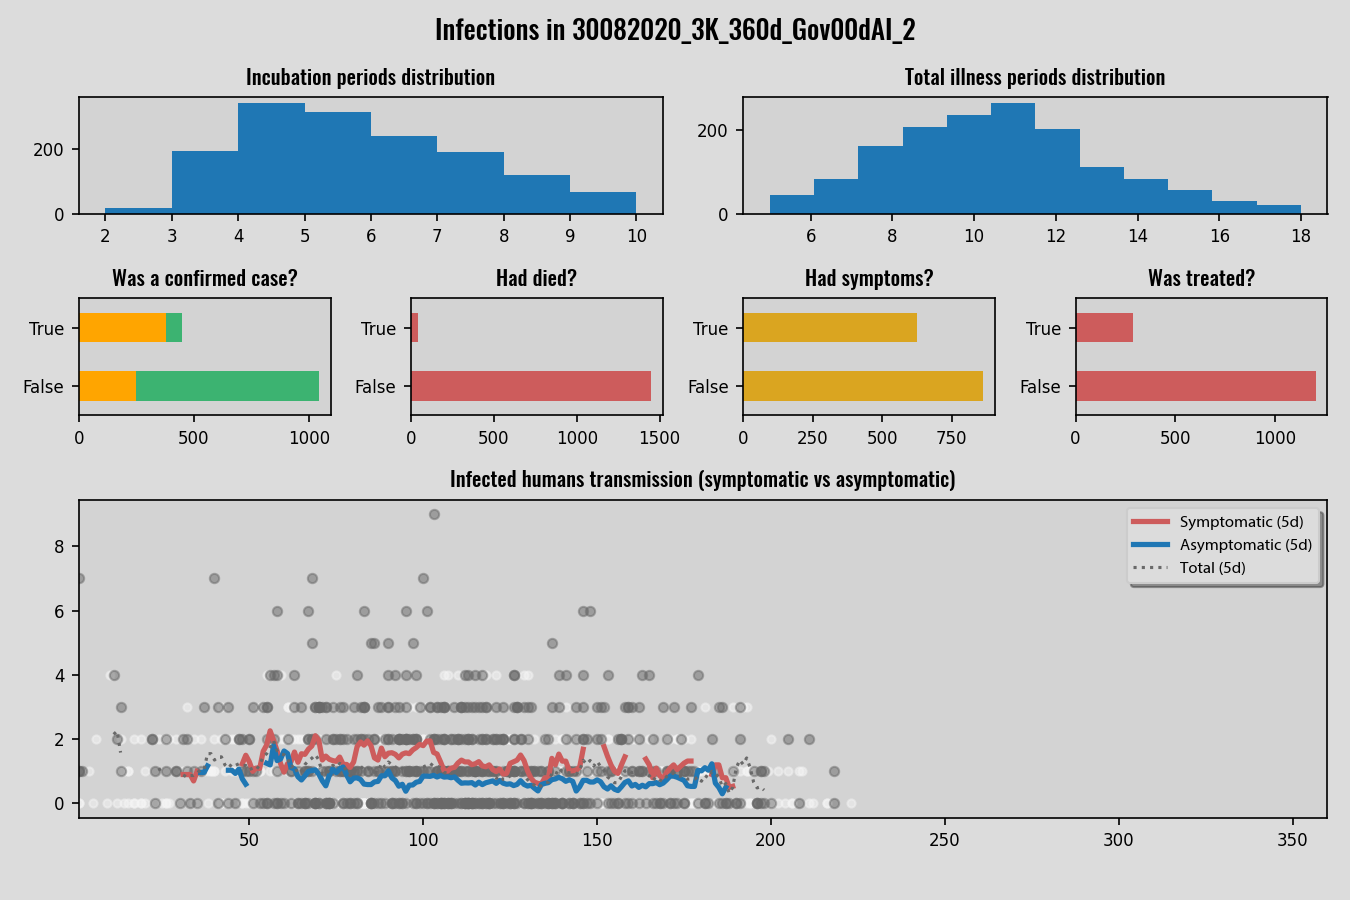 Infections in 30082020_3K_360d_Gov00dAI_2
Incubation periods distribution
Total illness periods distribution
200
0
2 3 4 5 6 7 8 9 10
200
0
6 8 10 12 14 16 18
Was a confirmed case?
Had died?
Had symptoms?
Was treated?
True
False
0 500 1000
True
False
0 500 1000 1500
True
False
0 250 500 750
True
False
0 500 1000
Infected humans transmission (symptomatic vs asymptomatic)
8
6
4
2
0
50 100 150 200 250 300 350
Symptomatic (5d)
Asymptomatic (5d)
Total (5d)